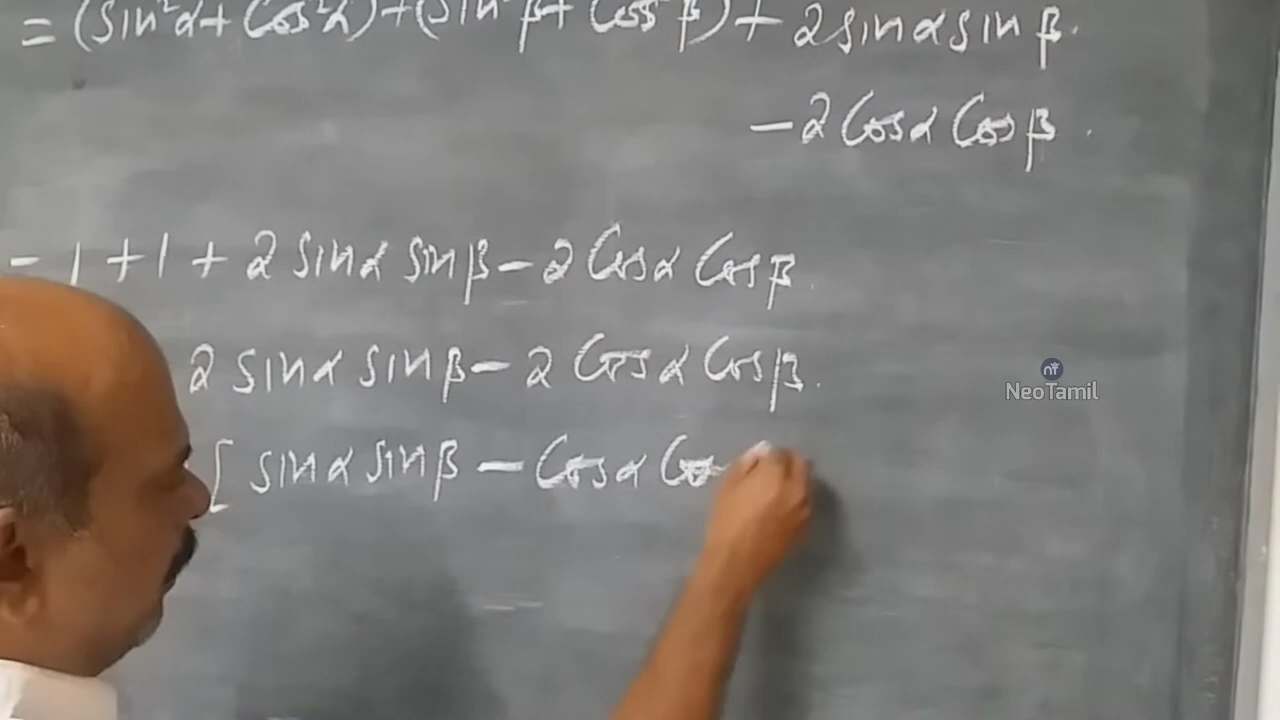 = (sin²α + Cos²α) + (sin²β + Cos²β) + 2 sinα sinβ.
- 2 Cosα Cosβ.
- 1 + 1 + 2 sinα sinβ - 2 Cosα Cosβ.
2 sinα sinβ - 2 Cosα Cosβ.
[ sinα sinβ - Cosα Cos
NeoTamil